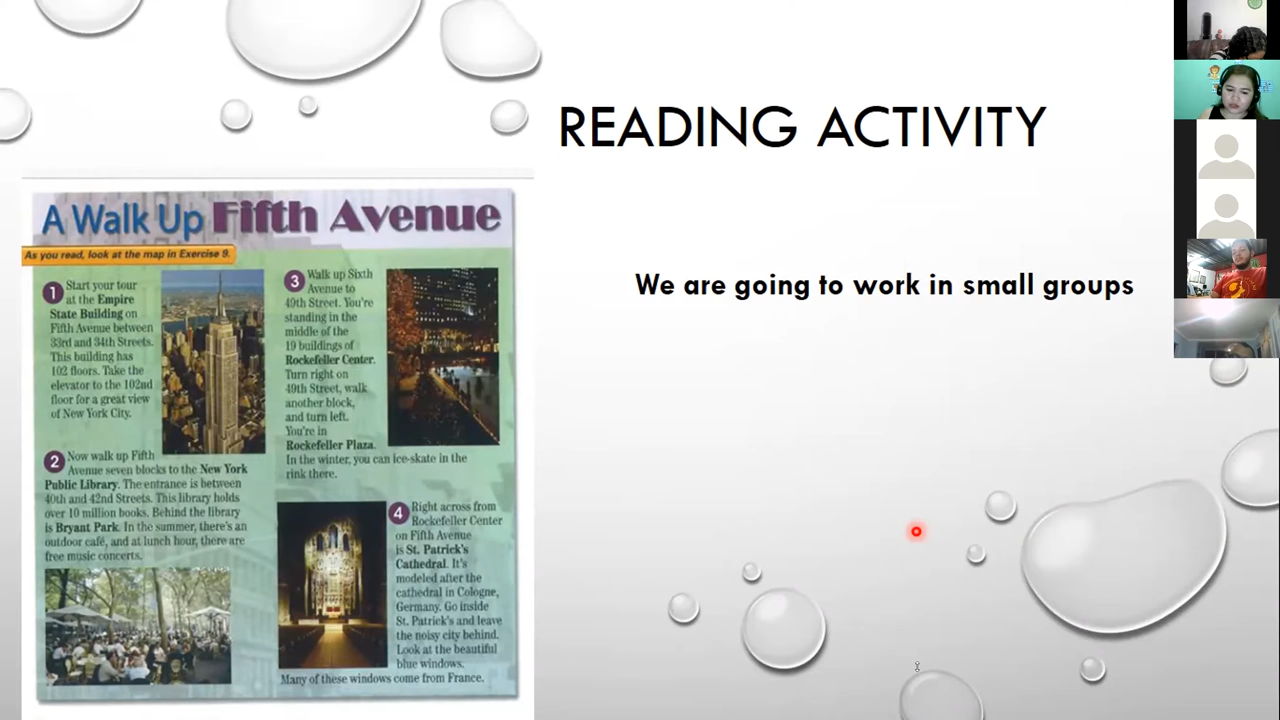 READING ACTIVITY
We are going to work in small groups
A Walk Up Fifth Avenue
As you read, look at the map in Exercise 9.
1 Start your tour
at the Empire
State Building on
Fifth Avenue between
33rd and 34th Streets.
This building has
102 floors. Take the
elevator to the 102nd
floor for a great view
of New York City.
2 Now walk up Fifth
Avenue seven blocks to the New York
Public Library. The entrance is between
40th and 42nd Streets. This library holds
over 10 million books. Behind the library
is Bryant Park. In the summer, there's an
outdoor café, and at lunch hour, there are
free music concerts.
3 Walk up Sixth
Avenue to
49th Street. You're
standing in the
middle of the
19 buildings of
Rockefeller Center.
Turn right on
49th Street, walk
another block,
and turn left.
You're in
Rockefeller Plaza.
In the winter, you can ice-skate in the
rink there.
4 Right across from
Rockefeller Center
on Fifth Avenue
is St. Patrick's
Cathedral. It's
modeled after the
cathedral in Cologne,
Germany. Go inside
St. Patrick's and leave
the noisy city behind.
Look at the beautiful
blue windows.
Many of these windows come from France.